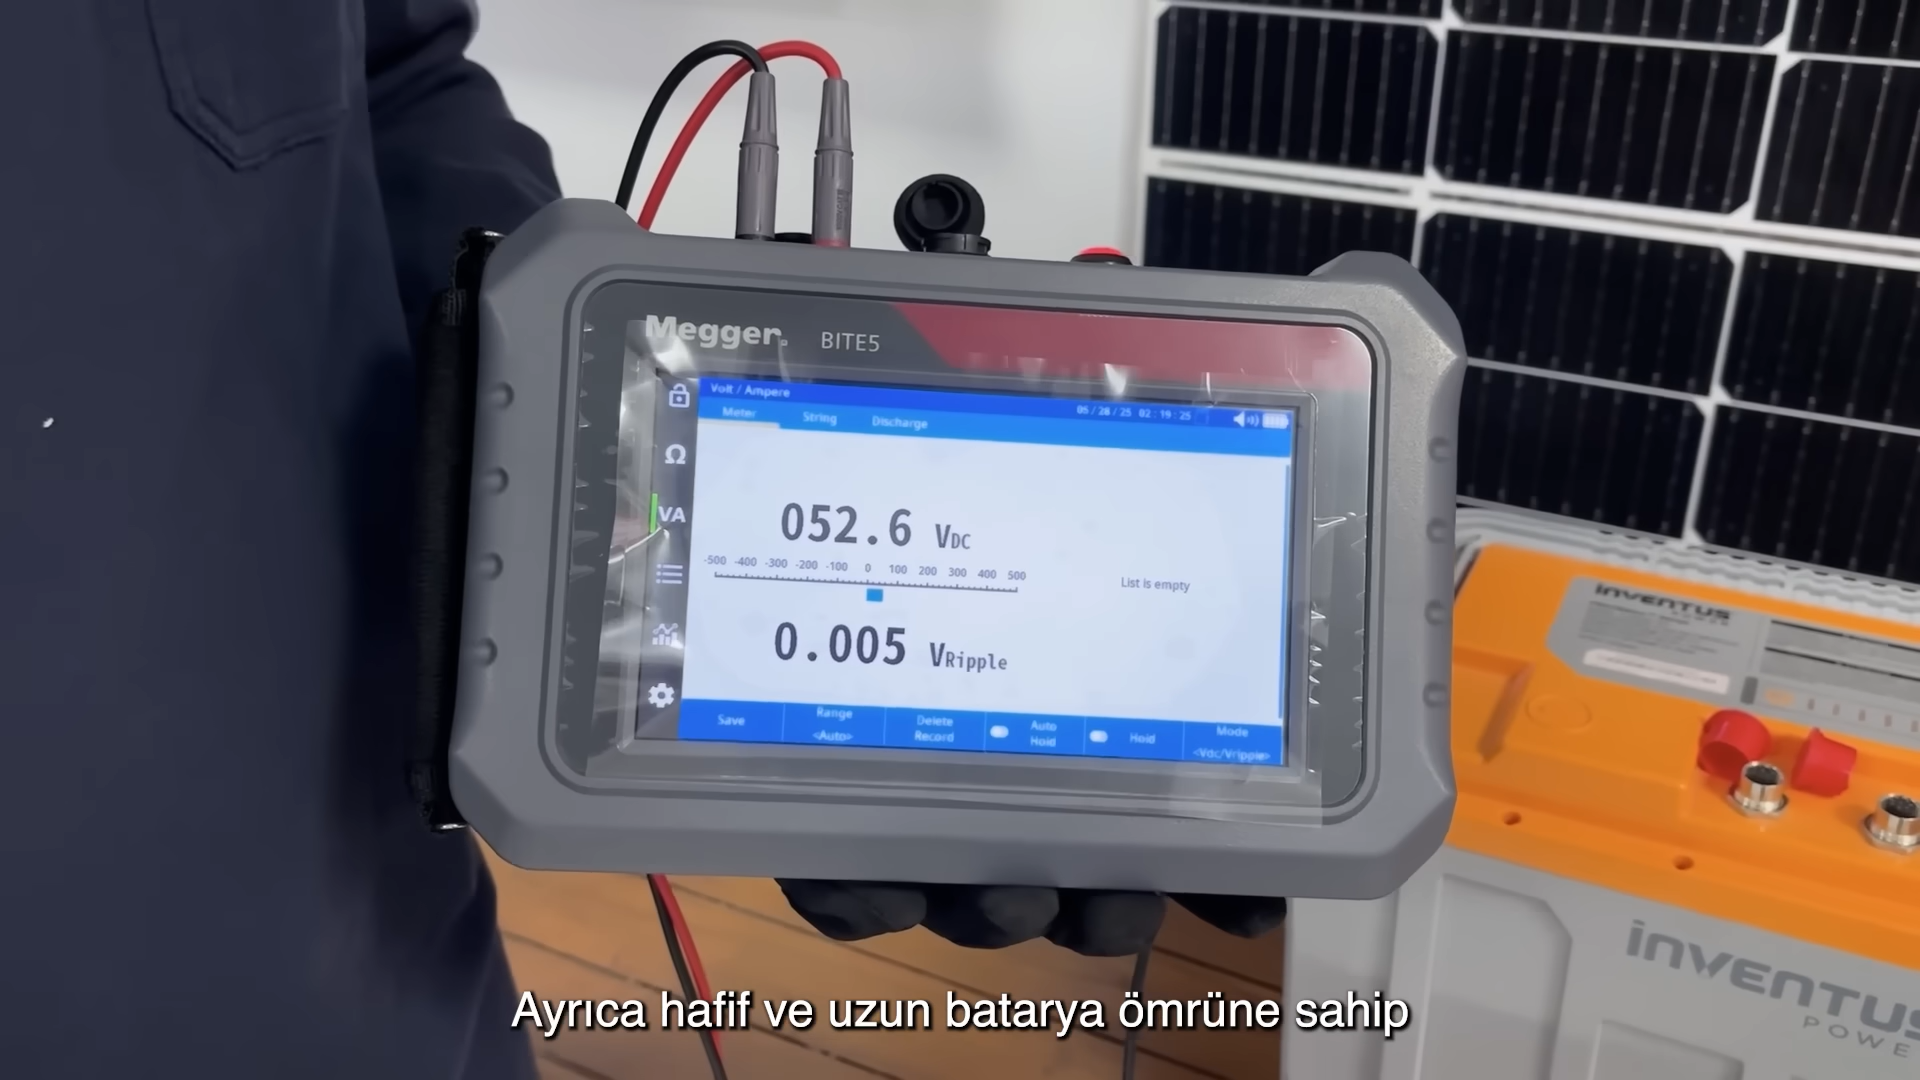 Megger. BITE5
Volt / Ampere
05 / 28 / 25 02 : 19 : 25
Meter String Discharge
Ω
VA
052.6 VDC
-500 -400 -300 -200 -100 0 100 200 300 400 500
List is empty
0.005 VRipple
Save
Range
<Auto>
Delete
Record
Auto
Hold
Hold
Mode
<Vdc/Vripple>
INVENTUS
INVENTUS
POWE
Ayrıca hafif ve uzun batarya ömrüne sahip